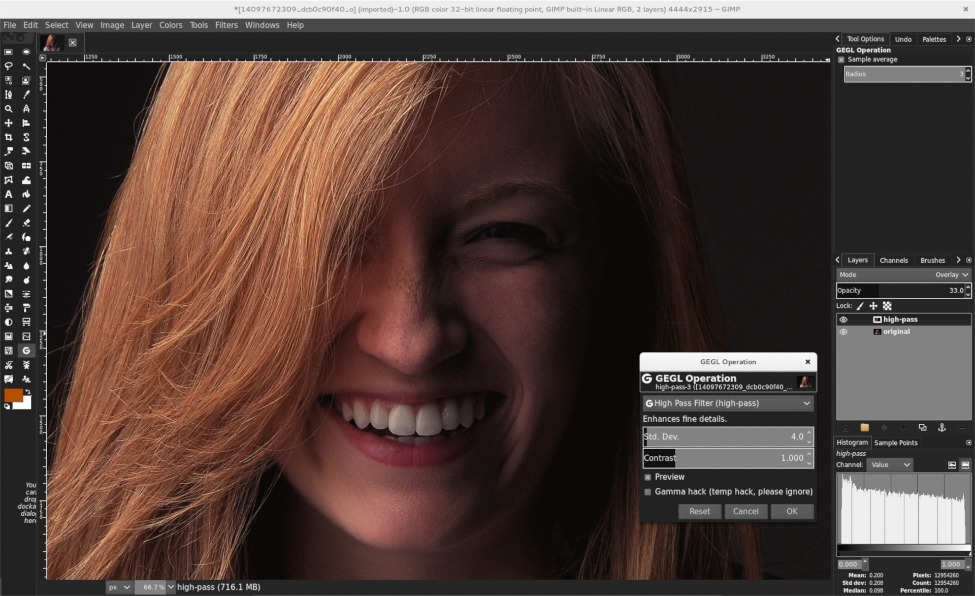 *[14097672309_dcb0c90f40_o] (imported)-1.0 (RGB color 32-bit linear floating point, GIMP built-in Linear RGB, 2 layers) 4444x2915 – GIMP
File Edit Select View Image Layer Colors Tools Filters Windows Help
Tool Options Undo Palettes
GEGL Operation
Sample average
Radius 3
1250 1500 1750 2000 2250 2500 2750 3000 3250
Layers Channels Brushes
Mode Overlay
Opacity 33.0
Lock:
high-pass
original
GEGL Operation
GEGL Operation
high-pass-3 ([14097672309_dcb0c90f40_...
High Pass Filter (high-pass)
Enhances fine details.
Std. Dev. 4.0
Contrast 1.000
Preview
Gamma hack (temp hack, please ignore)
Reset Cancel OK
You
can
drop
dockable
dialogs
here
Histogram Sample Points
high-pass
Channel: Value
0.000 1.000
Mean: 0.200 Pixels: 12954260
Std dev: 0.208 Count: 12954260
Median: 0.098 Percentile: 100.0
px 66.7% high-pass (716.1 MB)